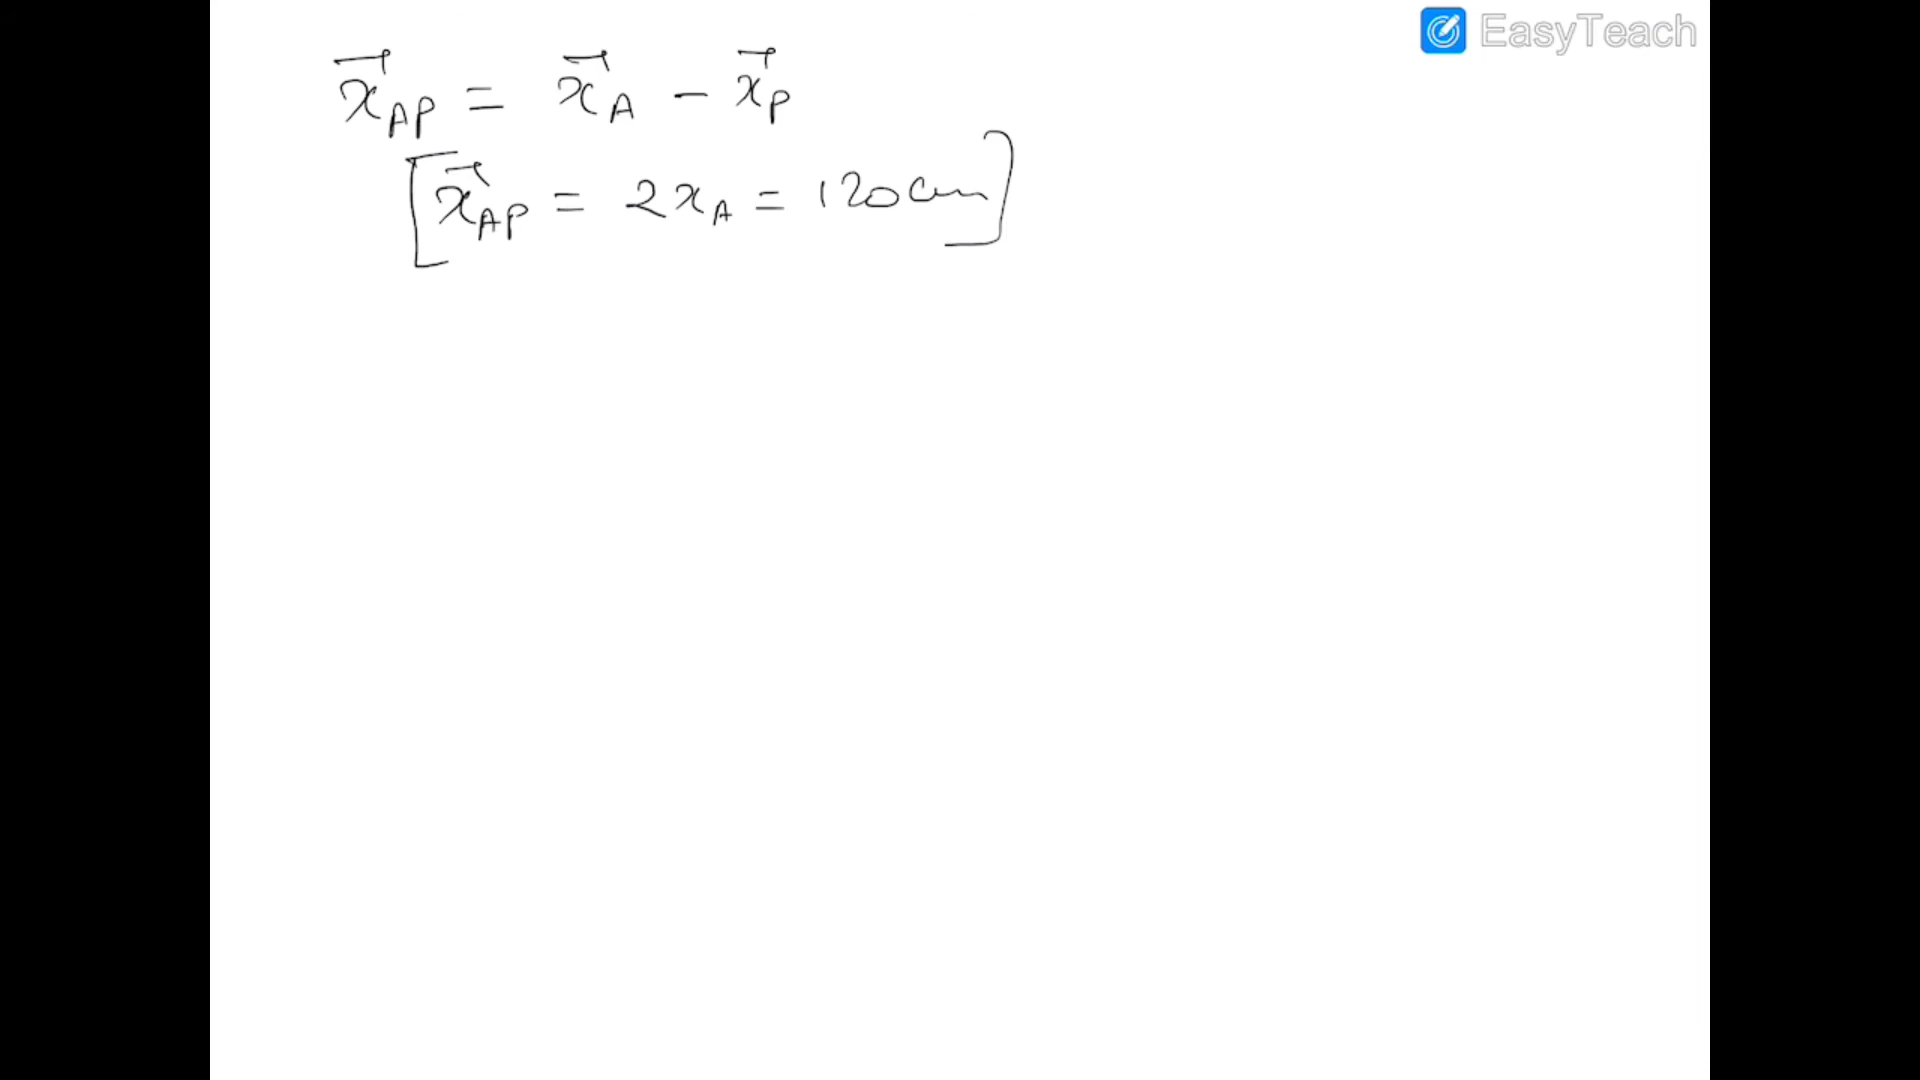 EasyTeach
x⃗_AP = x⃗_A - x⃗_P
[x⃗_AP = 2x_A = 120cm]